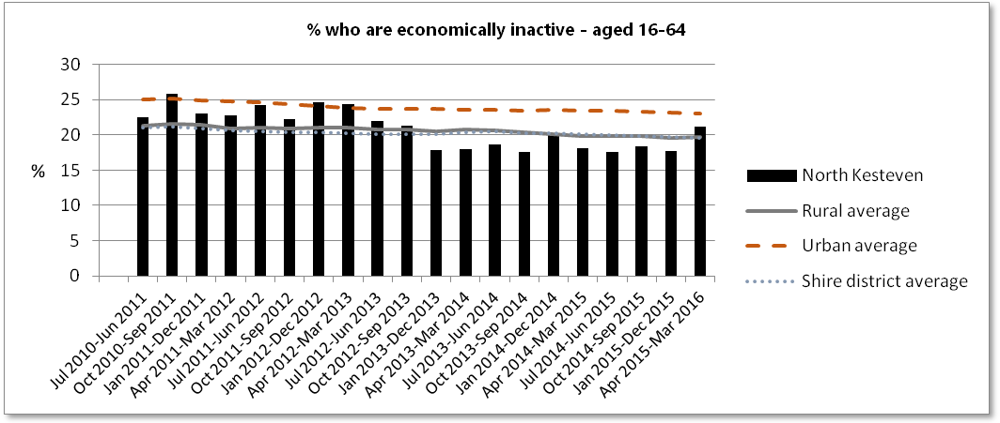 % who are economically inactive - aged 16-64
30
25
20
15
10
5
0
%
Jul 2010-Jun 2011
Oct 2010-Sep 2011
Jan 2011-Dec 2011
Apr 2011-Mar 2012
Jul 2011-Jun 2012
Oct 2011-Sep 2012
Jan 2012-Dec 2012
Apr 2012-Mar 2013
Jul 2012-Jun 2013
Oct 2012-Sep 2013
Jan 2013-Dec 2013
Apr 2013-Mar 2014
Jul 2013-Jun 2014
Oct 2013-Sep 2014
Jan 2014-Dec 2014
Apr 2014-Mar 2015
Jul 2014-Jun 2015
Oct 2014-Sep 2015
Jan 2015-Dec 2015
Apr 2015-Mar 2016
North Kesteven
Rural average
Urban average
Shire district average